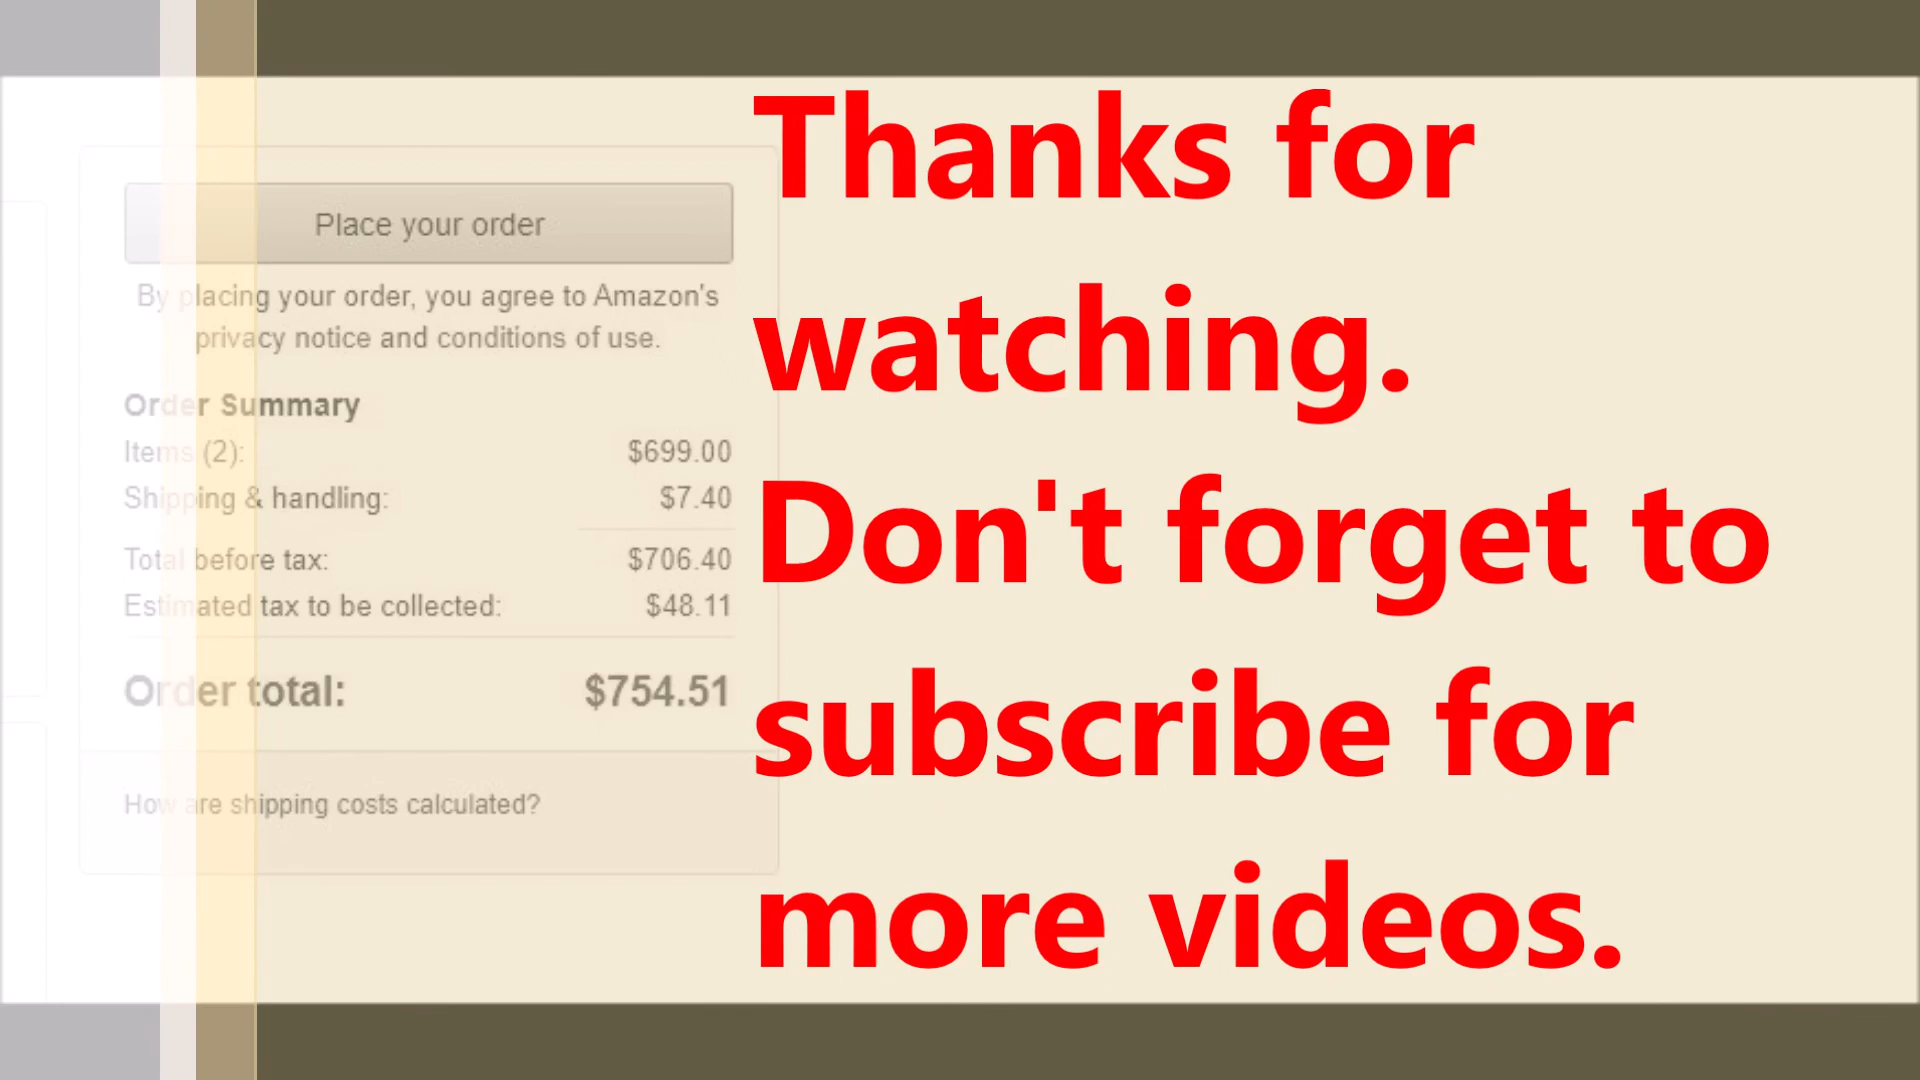 Place your order
By placing your order, you agree to Amazon's
privacy notice and conditions of use.
Order Summary
Items (2): $699.00
Shipping & handling: $7.40
Total before tax: $706.40
Estimated tax to be collected: $48.11
Order total: $754.51
How are shipping costs calculated?
Thanks for
watching.
Don't forget to
subscribe for
more videos.